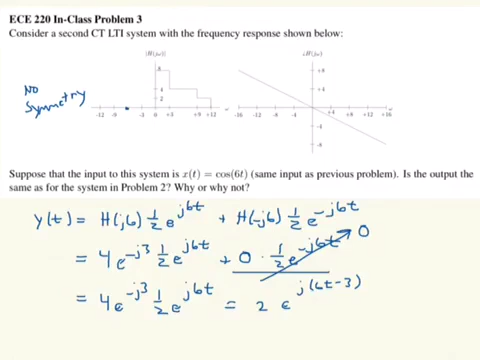 ECE 220 In-Class Problem 3
Consider a second CT LTI system with the frequency response shown below:
|H(jω)|
∠H(jω)
No
Symmetry
8
4
2
-12 -9 -3 0 +3 +9 +12 ω
+8
+4
-16 -12 -8 -4 +4 +8 +12 +16
-4
-8
Suppose that the input to this system is x(t) = cos(6t) (same input as previous problem). Is the output
same as for the system in Problem 2? Why or why not?
Y(t) = H(j6) 1/2 e^{j6t} + H(-j6) 1/2 e^{-j6t}
= 4e^{-j3} 1/2 e^{j6t} + 0 · 1/2 e^{-j6t} 0
= 4e^{-j3} 1/2 e^{j6t} = 2 e^{j(6t-3)}